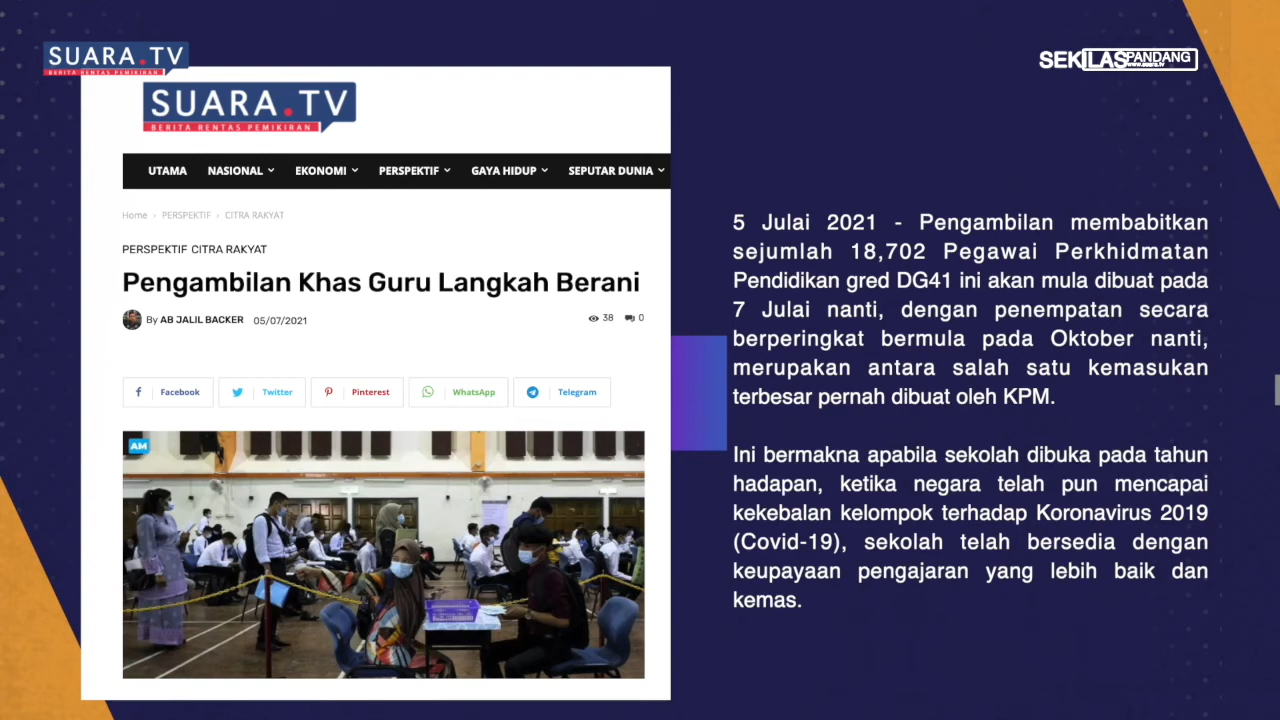 SUARA.TV
BERITA RENTAS PEMIKIRAN
SEKILAS PANDANG
www.suara.tv
SUARA.TV
BERITA RENTAS PEMIKIRAN
UTAMA NASIONAL EKONOMI PERSPEKTIF GAYA HIDUP SEPUTAR DUNIA
Home › PERSPEKTIF › CITRA RAKYAT
PERSPEKTIF CITRA RAKYAT
Pengambilan Khas Guru Langkah Berani
By AB JALIL BACKER 05/07/2021 38 0
Facebook Twitter Pinterest WhatsApp Telegram
AM
5 Julai 2021 - Pengambilan membabitkan
sejumlah 18,702 Pegawai Perkhidmatan
Pendidikan gred DG41 ini akan mula dibuat pada
7 Julai nanti, dengan penempatan secara
berperingkat bermula pada Oktober nanti,
merupakan antara salah satu kemasukan
terbesar pernah dibuat oleh KPM.
Ini bermakna apabila sekolah dibuka pada tahun
hadapan, ketika negara telah pun mencapai
kekebalan kelompok terhadap Koronavirus 2019
(Covid-19), sekolah telah bersedia dengan
keupayaan pengajaran yang lebih baik dan
kemas.